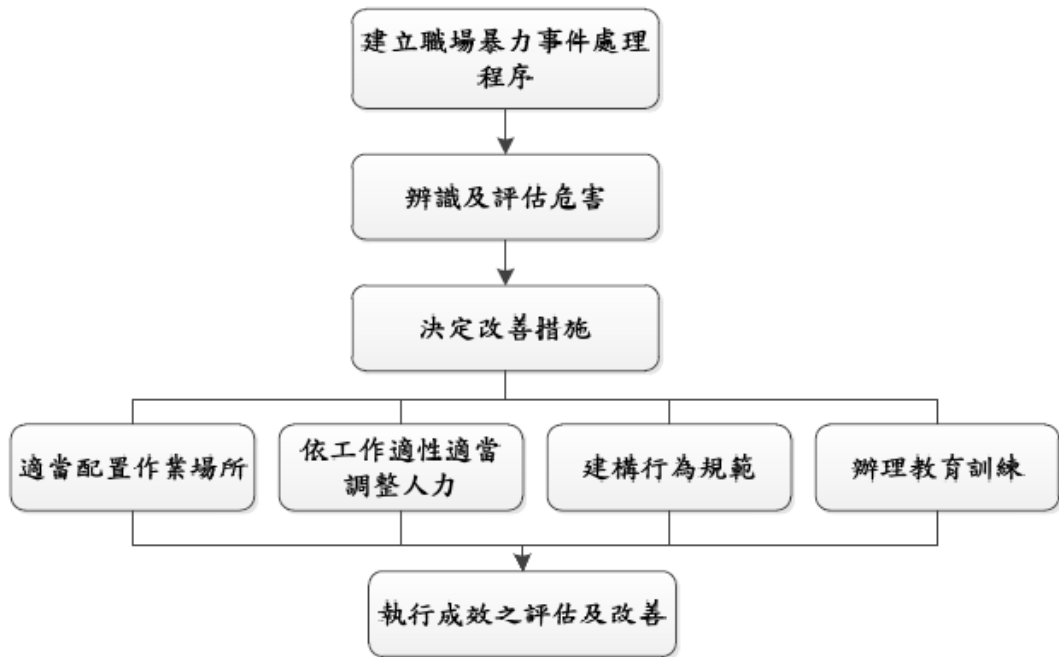 建立職場暴力事件處理
程序
辨識及評估危害
決定改善措施
適當配置作業場所
依工作適性適當
調整人力
建構行為規範
辦理教育訓練
執行成效之評估及改善